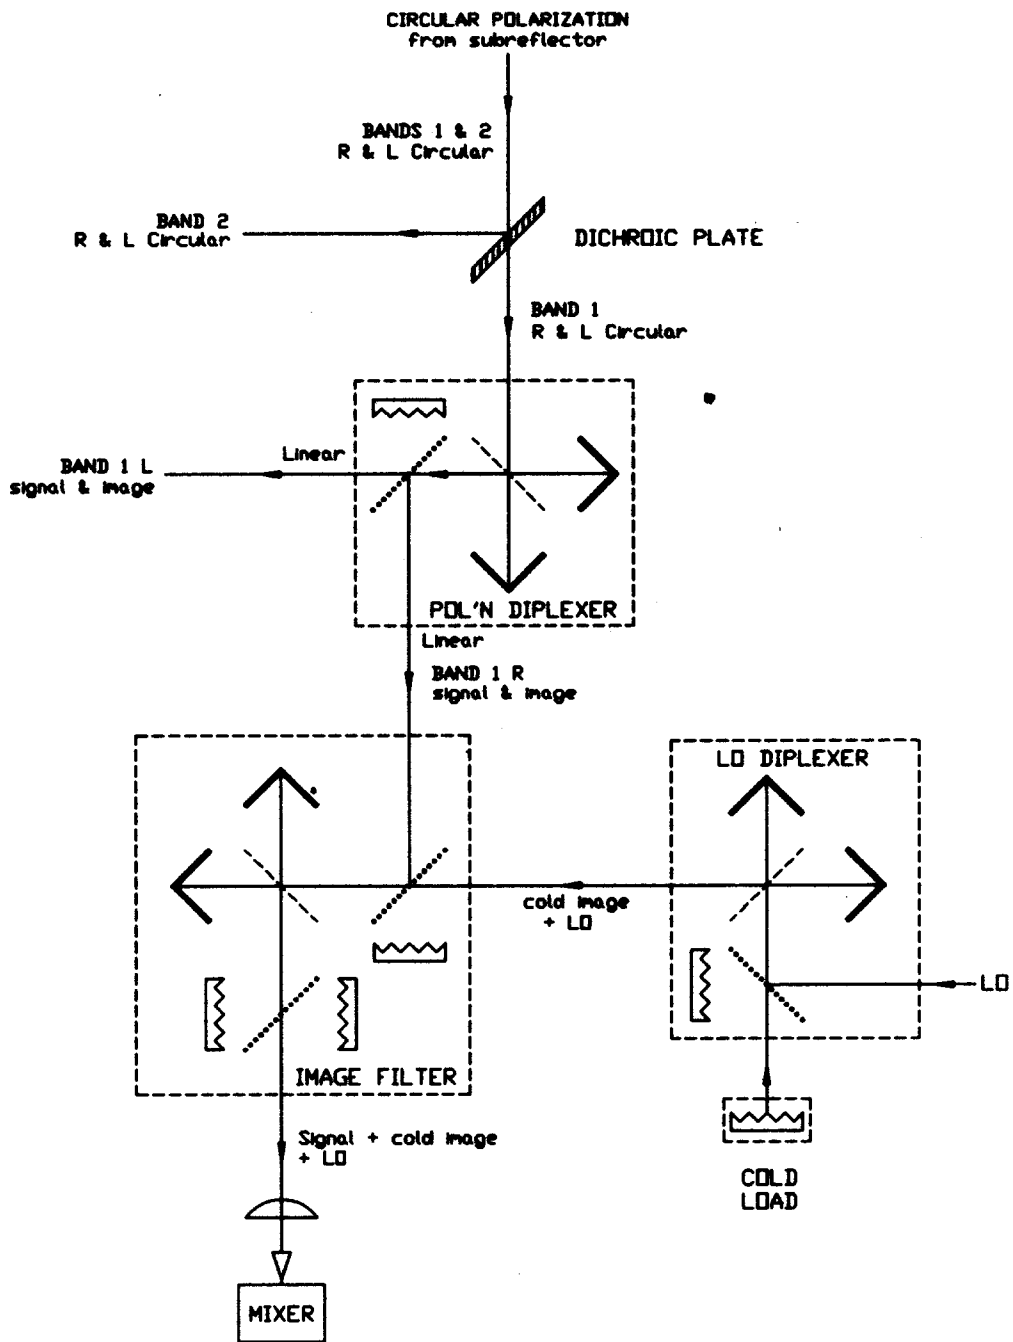 CIRCULAR POLARIZATION
from subreflector
BANDS 1 & 2
R & L Circular
BAND 2
R & L Circular
DICHROIC PLATE
BAND 1
R & L Circular
Linear
BAND 1 L
signal & image
POL'N DIPLEXER
Linear
BAND 1 R
signal & image
LO DIPLEXER
cold image
+ LO
LO
IMAGE FILTER
Signal + cold image
+ LO
COLD
LOAD
MIXER